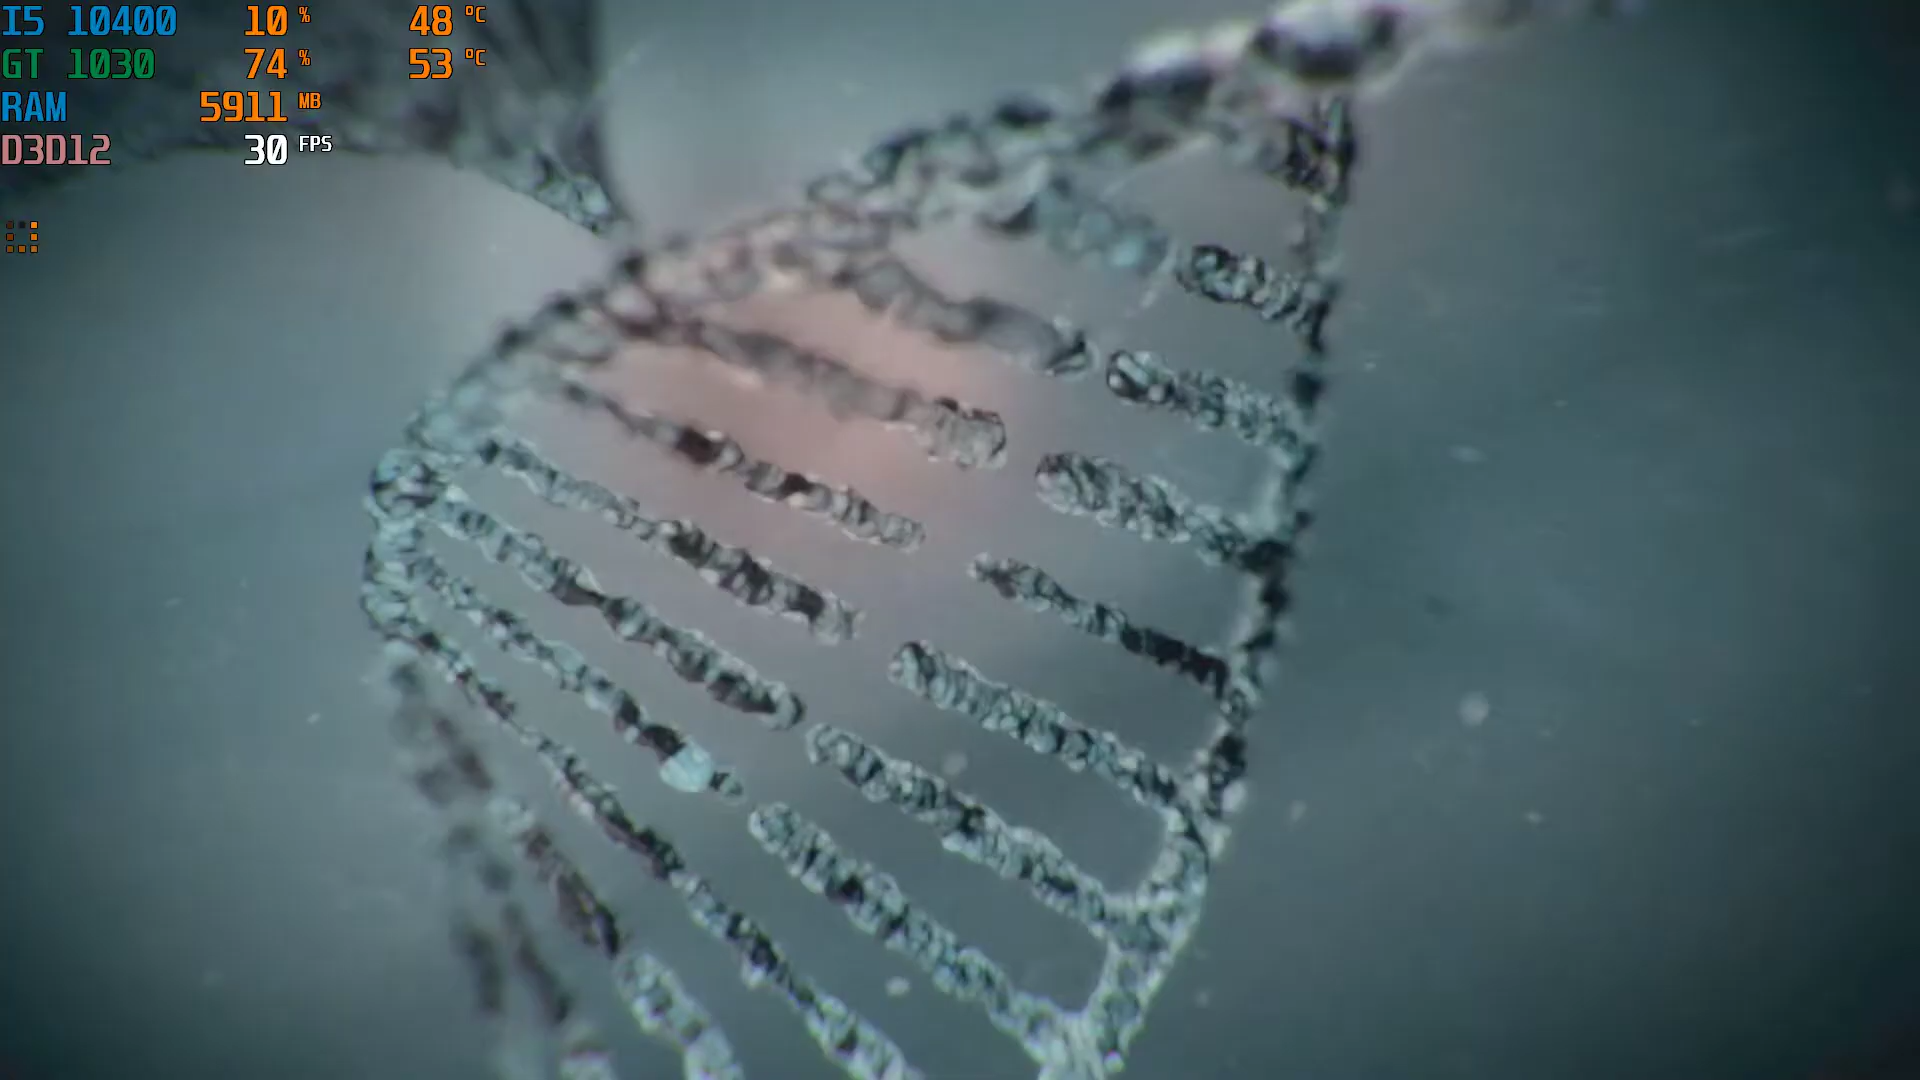 I5 10400 10 % 48 °C
GT 1030 74 % 53 °C
RAM 5911 MB
D3D12 30 FPS